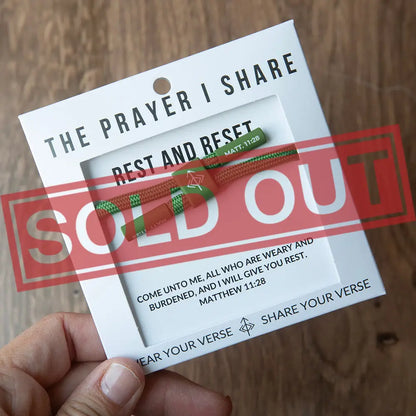 THE PRAYER I SHARE
REST AND RESET
MATT. 11:28
SOLD OUT
COME UNTO ME, ALL WHO ARE WEARY AND
BURDENED, AND I WILL GIVE YOU REST.
MATTHEW 11:28
EAR YOUR VERSE SHARE YOUR VERSE